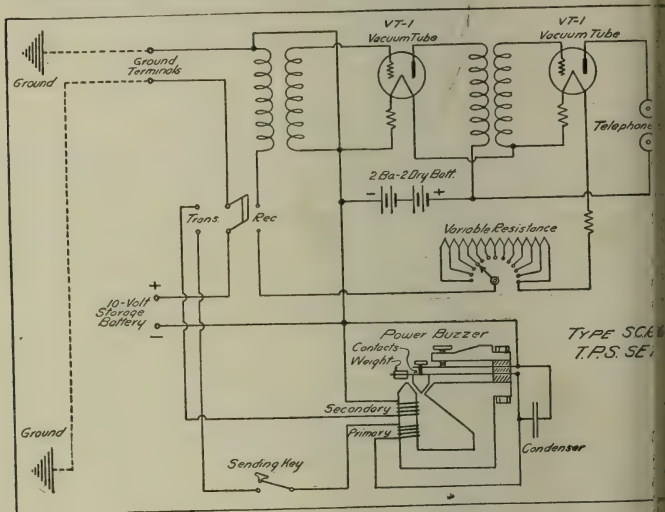 VT-1
Vacuum Tube
VT-1
Vacuum Tube
Ground
Ground
Terminals
Telephone
2 Ba-2 Dry Batt.
- +
Trans.
Rec
Variable Resistance
+
10-Volt
Storage
Battery
-
Power Buzzer
Contacts
Weight
TYPE
T.P.S. SET
Secondary
Primary
Condenser
Ground
Sending Key